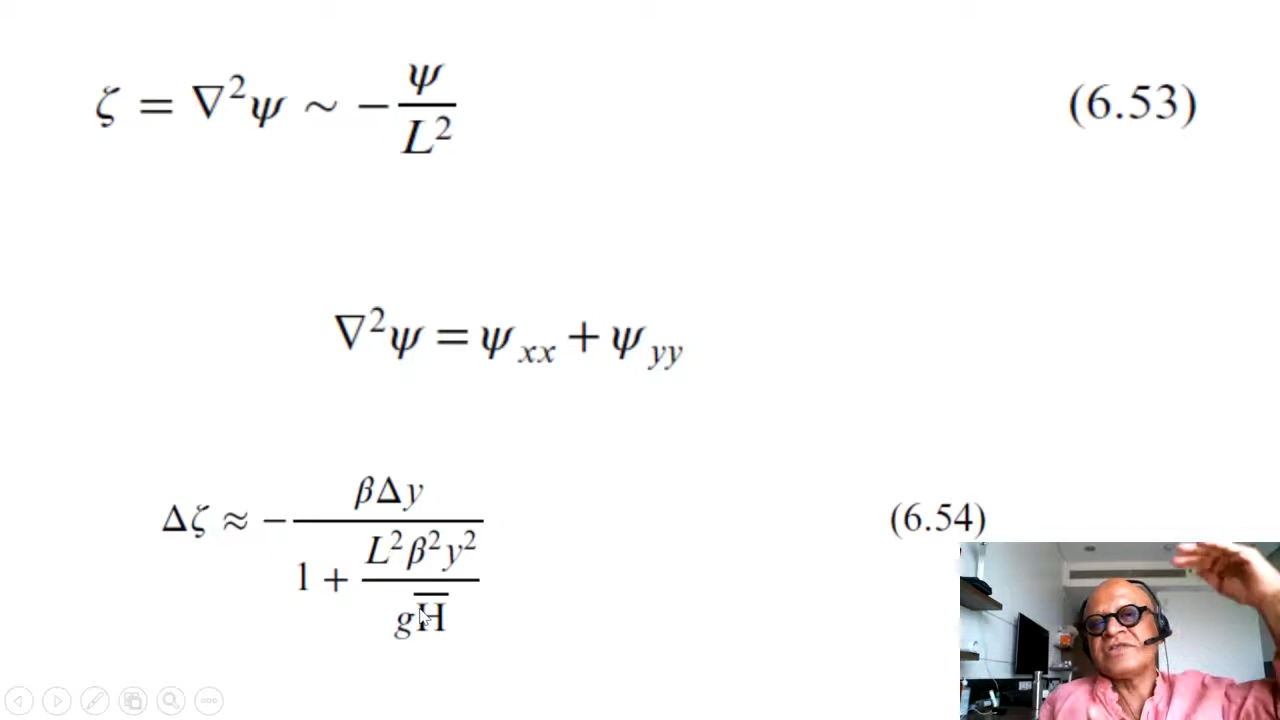 ζ = ∇²ψ ∼ −ψ/L² (6.53)
∇²ψ = ψ_xx + ψ_yy
Δζ ≈ −βΔy/(1 + L²β²y²/(gH̅)) (6.54)